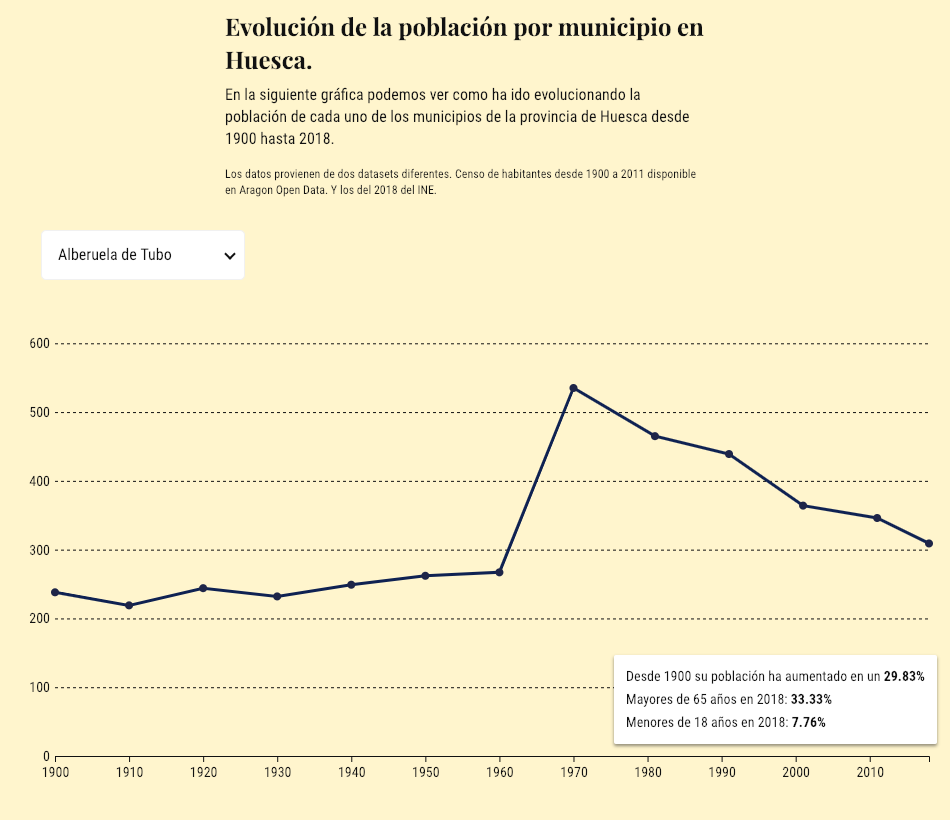 Evolución de la población por municipio en
Huesca.
En la siguiente gráfica podemos ver como ha ido evolucionando la
población de cada uno de los municipios de la provincia de Huesca desde
1900 hasta 2018.
Los datos provienen de dos datasets diferentes. Censo de habitantes desde 1900 a 2011 disponible
en Aragon Open Data. Y los del 2018 del INE.
Alberuela de Tubo
600
500
400
300
200
100
0
Desde 1900 su población ha aumentado en un 29.83%
Mayores de 65 años en 2018: 33.33%
Menores de 18 años en 2018: 7.76%
1900 1910 1920 1930 1940 1950 1960 1970 1980 1990 2000 2010